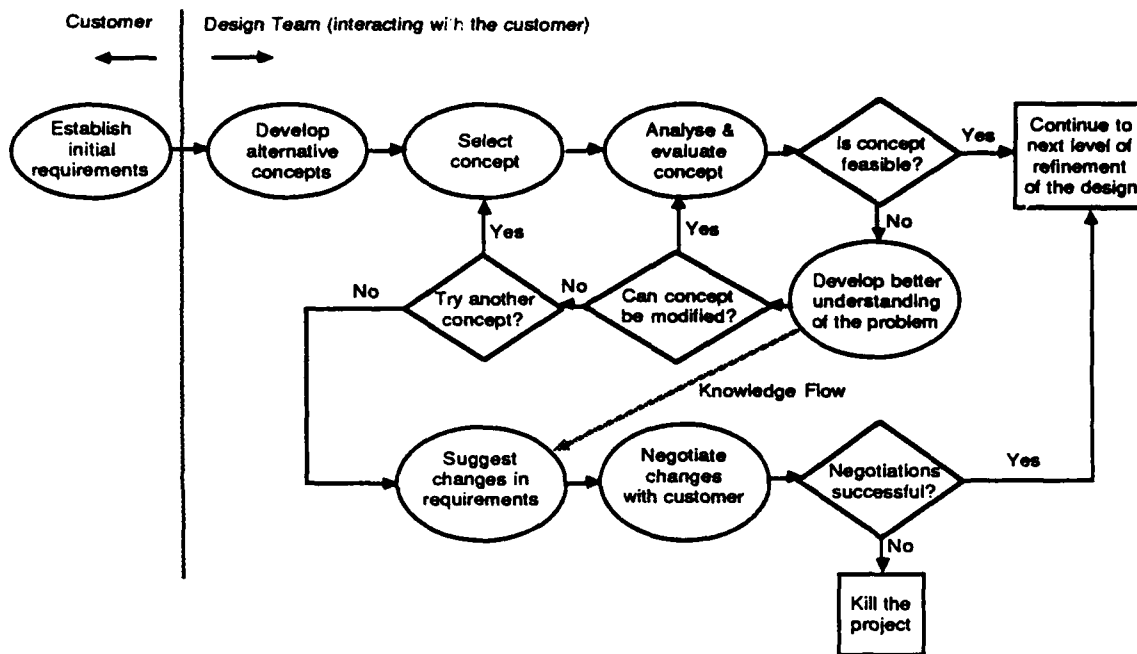 Customer
Design Team (interacting with the customer)
Establish
initial
requirements
Develop
alternative
concepts
Select
concept
Analyse &
evaluate
concept
Is concept
feasible?
Yes
Continue to
next level of
refinement
of the design
No
Yes
Yes
Develop better
understanding
of the problem
Can concept
be modified?
No
Try another
concept?
No
Knowledge Flow
Suggest
changes in
requirements
Negotiate
changes
with customer
Negotiations
successful?
Yes
No
Kill the
project